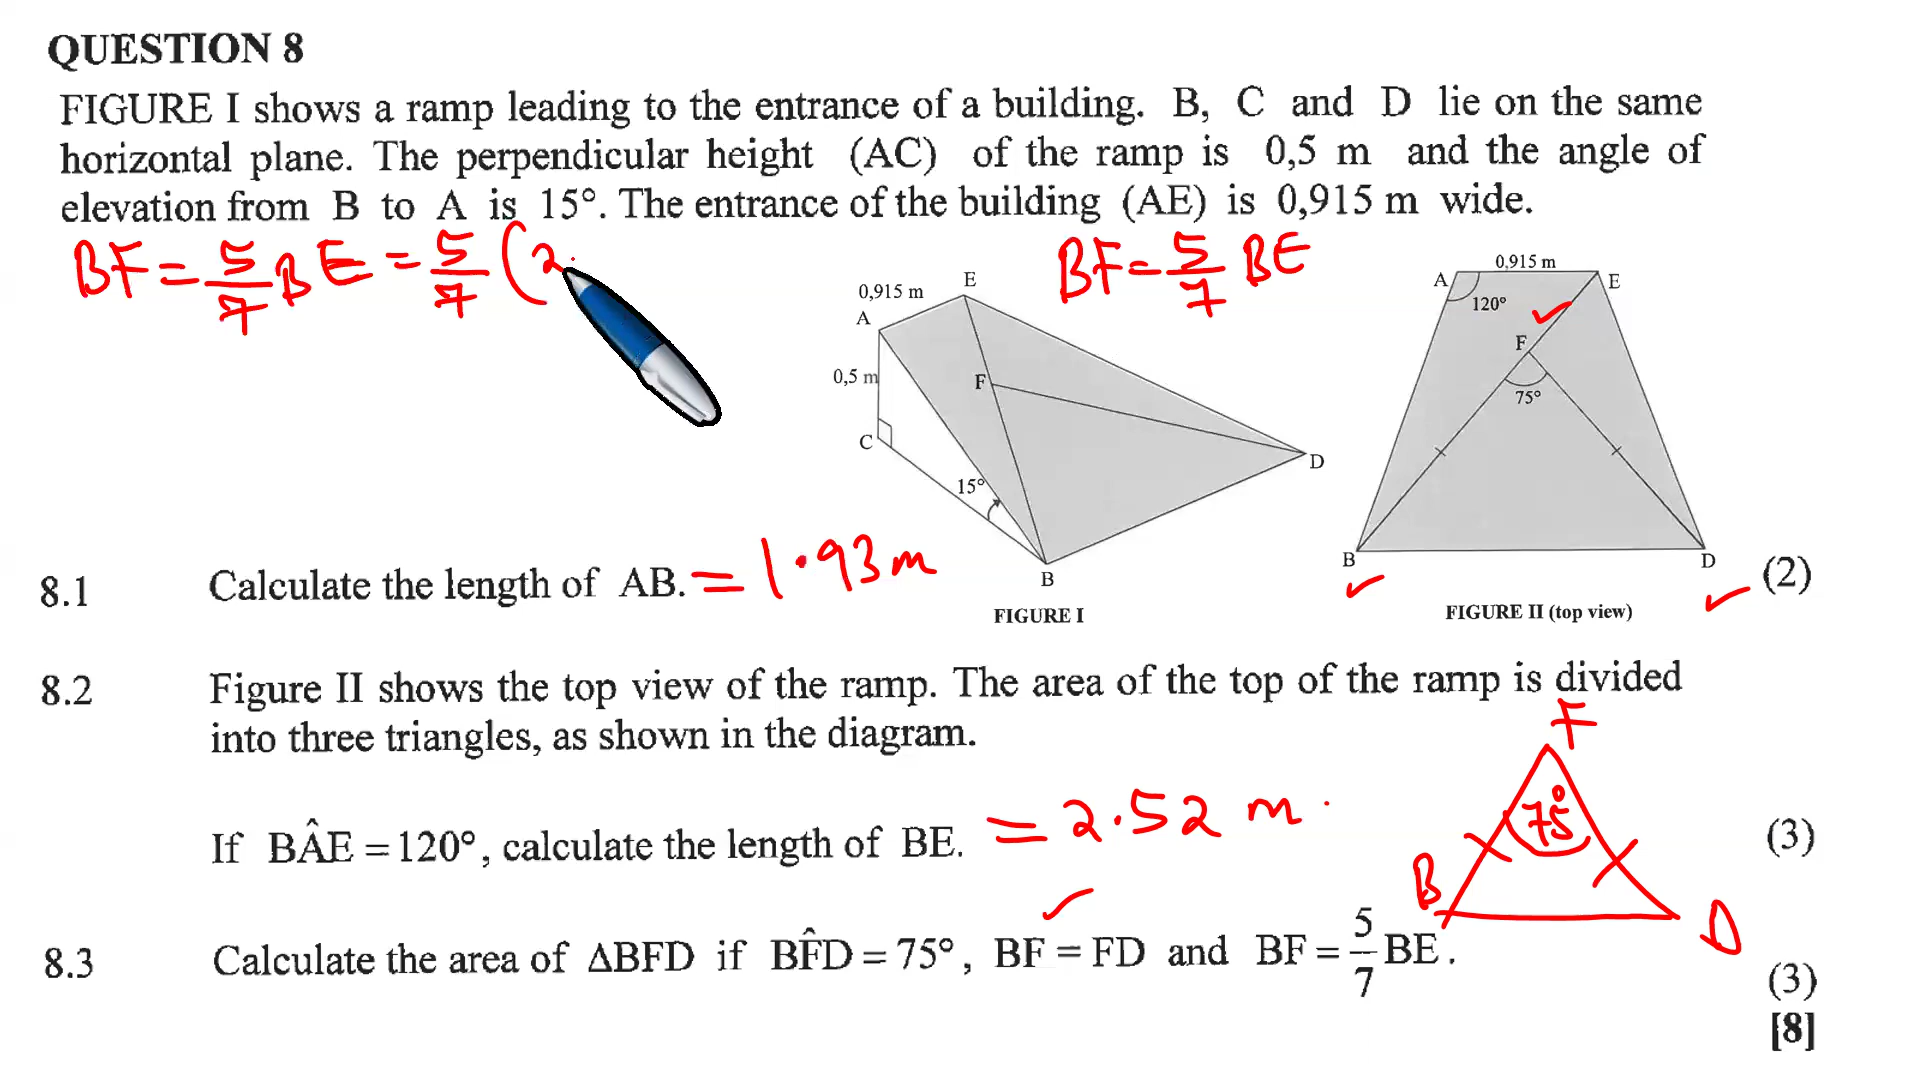 QUESTION 8
FIGURE I shows a ramp leading to the entrance of a building. B, C and D lie on the same
horizontal plane. The perpendicular height (AC) of the ramp is 0,5 m and the angle of
elevation from B to A is 15°. The entrance of the building (AE) is 0,915 m wide.
BF = 5/7 BE = 5/7 (2.
BF = 5/7 BE
0,915 m
E
A
0,5 m
F
C
15°
D
B
FIGURE I
0,915 m
A
E
120°
F
75°
B
D
FIGURE II (top view)
8.1 Calculate the length of AB. = 1.93 m (2)
8.2 Figure II shows the top view of the ramp. The area of the top of the ramp is divided
into three triangles, as shown in the diagram.
If BÂE = 120°, calculate the length of BE. = 2.52 m. (3)
F
75°
B
D
8.3 Calculate the area of ΔBFD if BF̂D = 75°, BF = FD and BF = 5/7 BE.
(3)
[8]